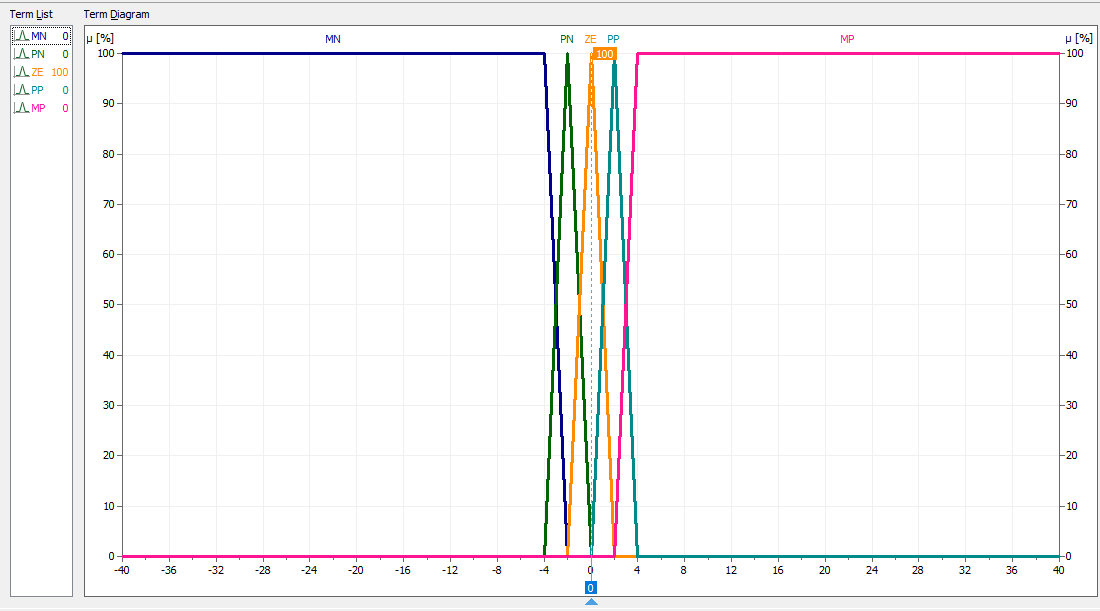 Term List
Term Diagram
MN 0
PN 0
ZE 100
PP 0
MP 0
µ [%]
MN
PN
ZE
PP
MP
µ [%]
100
100
100
90
90
80
80
70
70
60
60
50
50
40
40
30
30
20
20
10
10
0
0
-40 -36 -32 -28 -24 -20 -16 -12 -8 -4 0 4 8 12 16 20 24 28 32 36 40
0